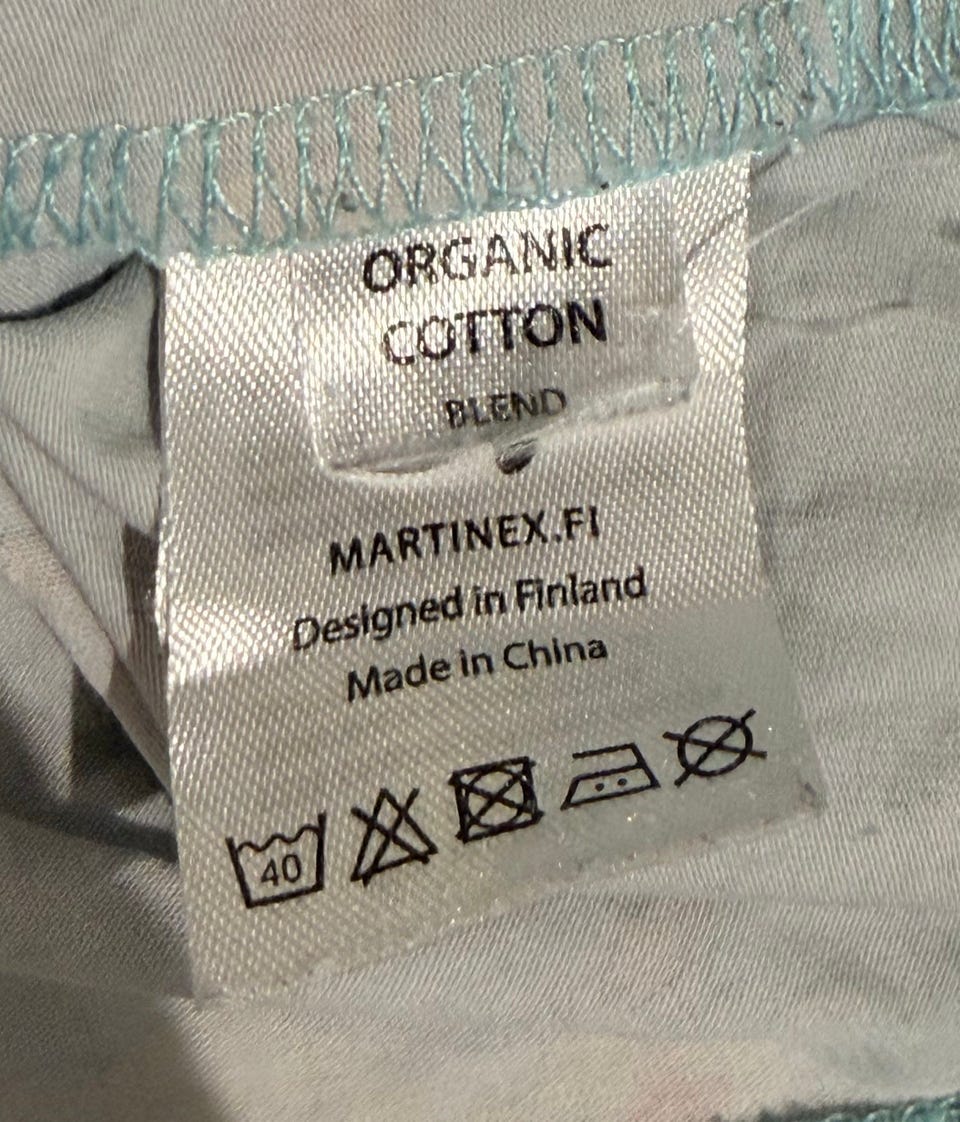 ORGANIC
COTTON
BLEND
MARTINEX.FI
Designed in Finland
Made in China
40